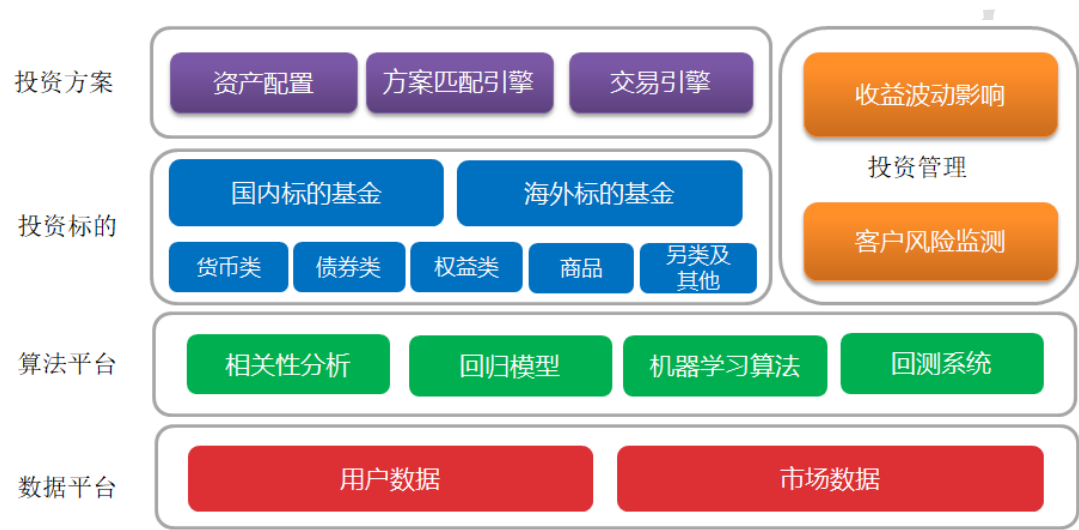 投资方案
资产配置
方案匹配引擎
交易引擎
收益波动影响
投资管理
客户风险监测
投资标的
国内标的基金
海外标的基金
货币类
债券类
权益类
商品
另类及
其他
算法平台
相关性分析
回归模型
机器学习算法
回测系统
数据平台
用户数据
市场数据